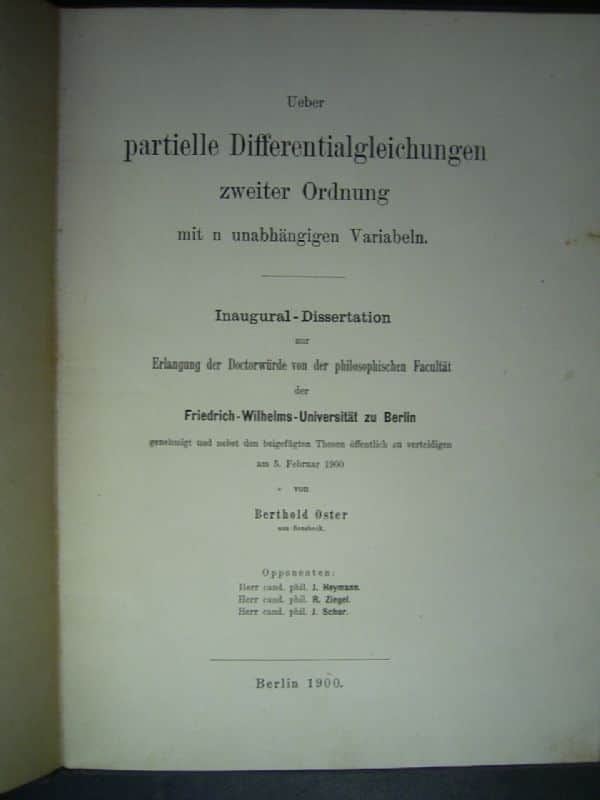 Ueber
partielle Differentialgleichungen
zweiter Ordnung
mit n unabhängigen Variabeln.
Inaugural-Dissertation
zur
Erlangung der Doctorwürde von der philosophischen Facultät
der
Friedrich-Wilhelms-Universität zu Berlin
genehmigt und nebst den beigefügten Thesen öffentlich zu verteidigen
am 5. Februar 1900
von
Berthold Oster
aus
Opponenten:
Herr cand. phil. J. Heymann.
Herr cand. phil. R. Ziegel.
Herr cand. phil. J. Schur.
Berlin 1900.